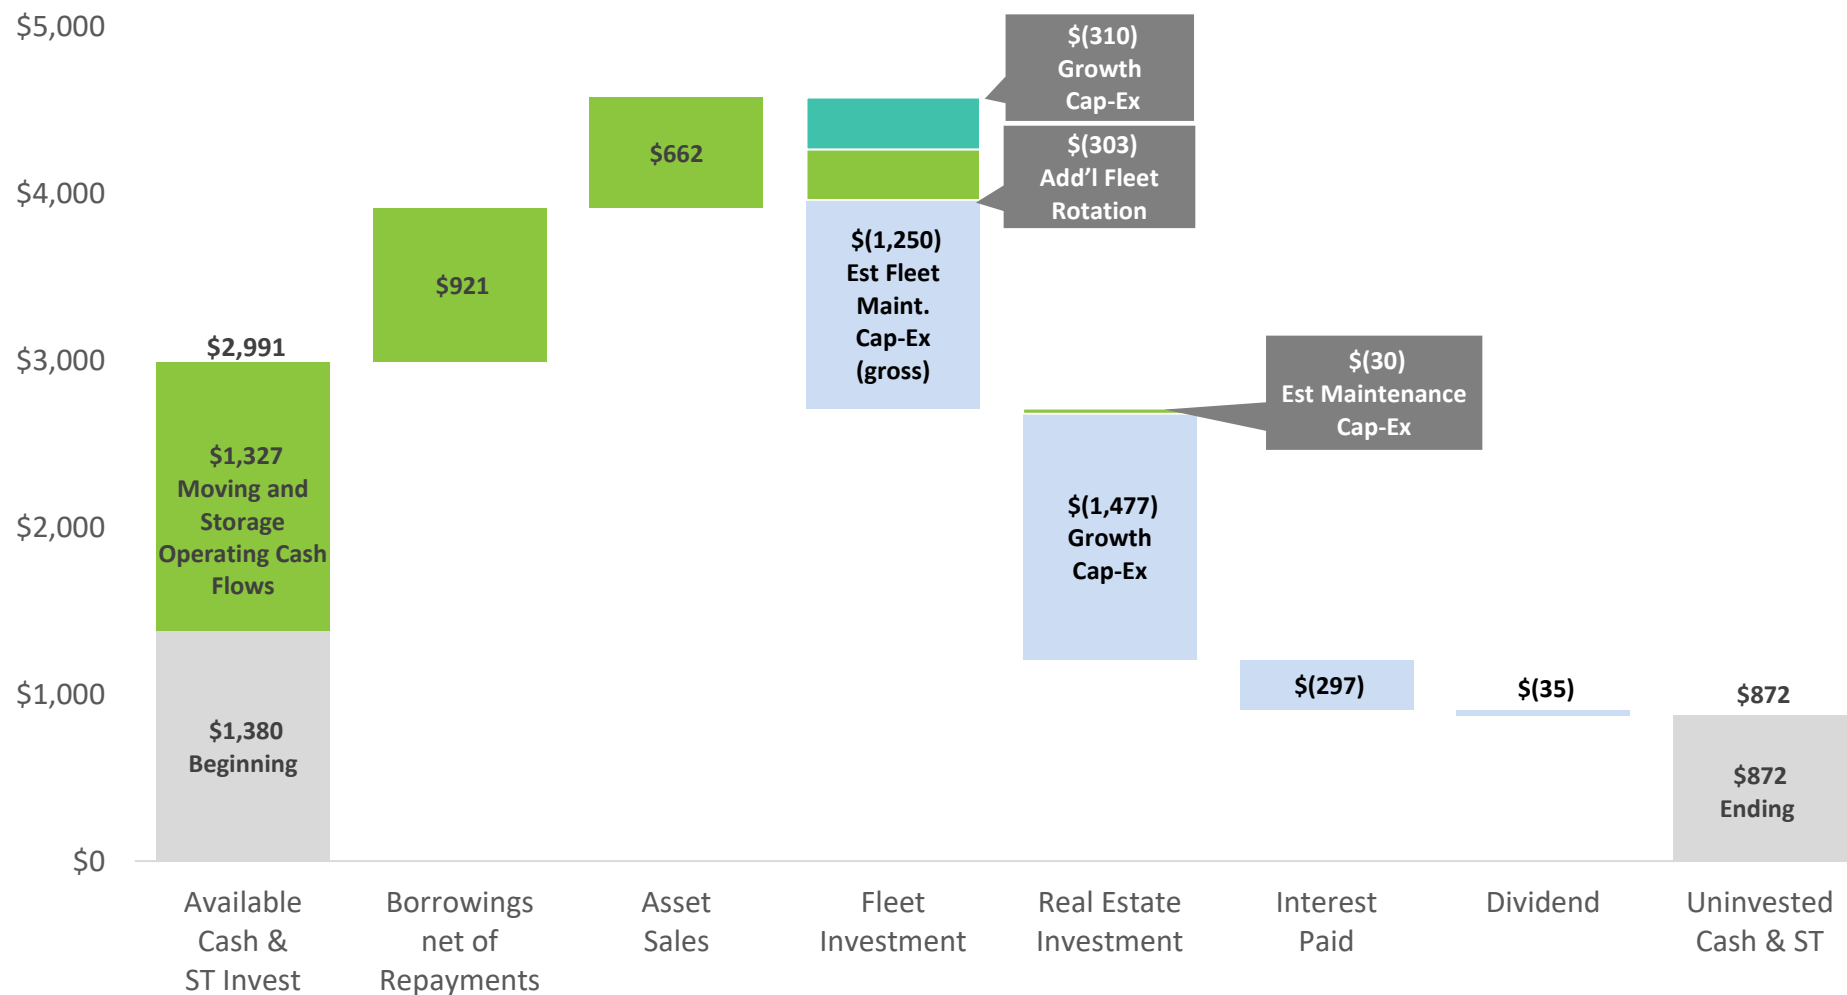 $5,000
$4,000
$3,000
$2,000
$1,000
$0
$2,991
$1,327
Moving and
Storage
Operating Cash
Flows
$1,380
Beginning
$921
$662
$(310)
Growth
Cap-Ex
$(303)
Add’l Fleet
Rotation
$(1,250)
Est Fleet
Maint.
Cap-Ex
(gross)
$(30)
Est Maintenance
Cap-Ex
$(1,477)
Growth
Cap-Ex
$(297)
$(35)
$872
$872
Ending
Available
Cash &
ST Invest
Borrowings
net of
Repayments
Asset
Sales
Fleet
Investment
Real Estate
Investment
Interest
Paid
Dividend
Uninvested
Cash & ST